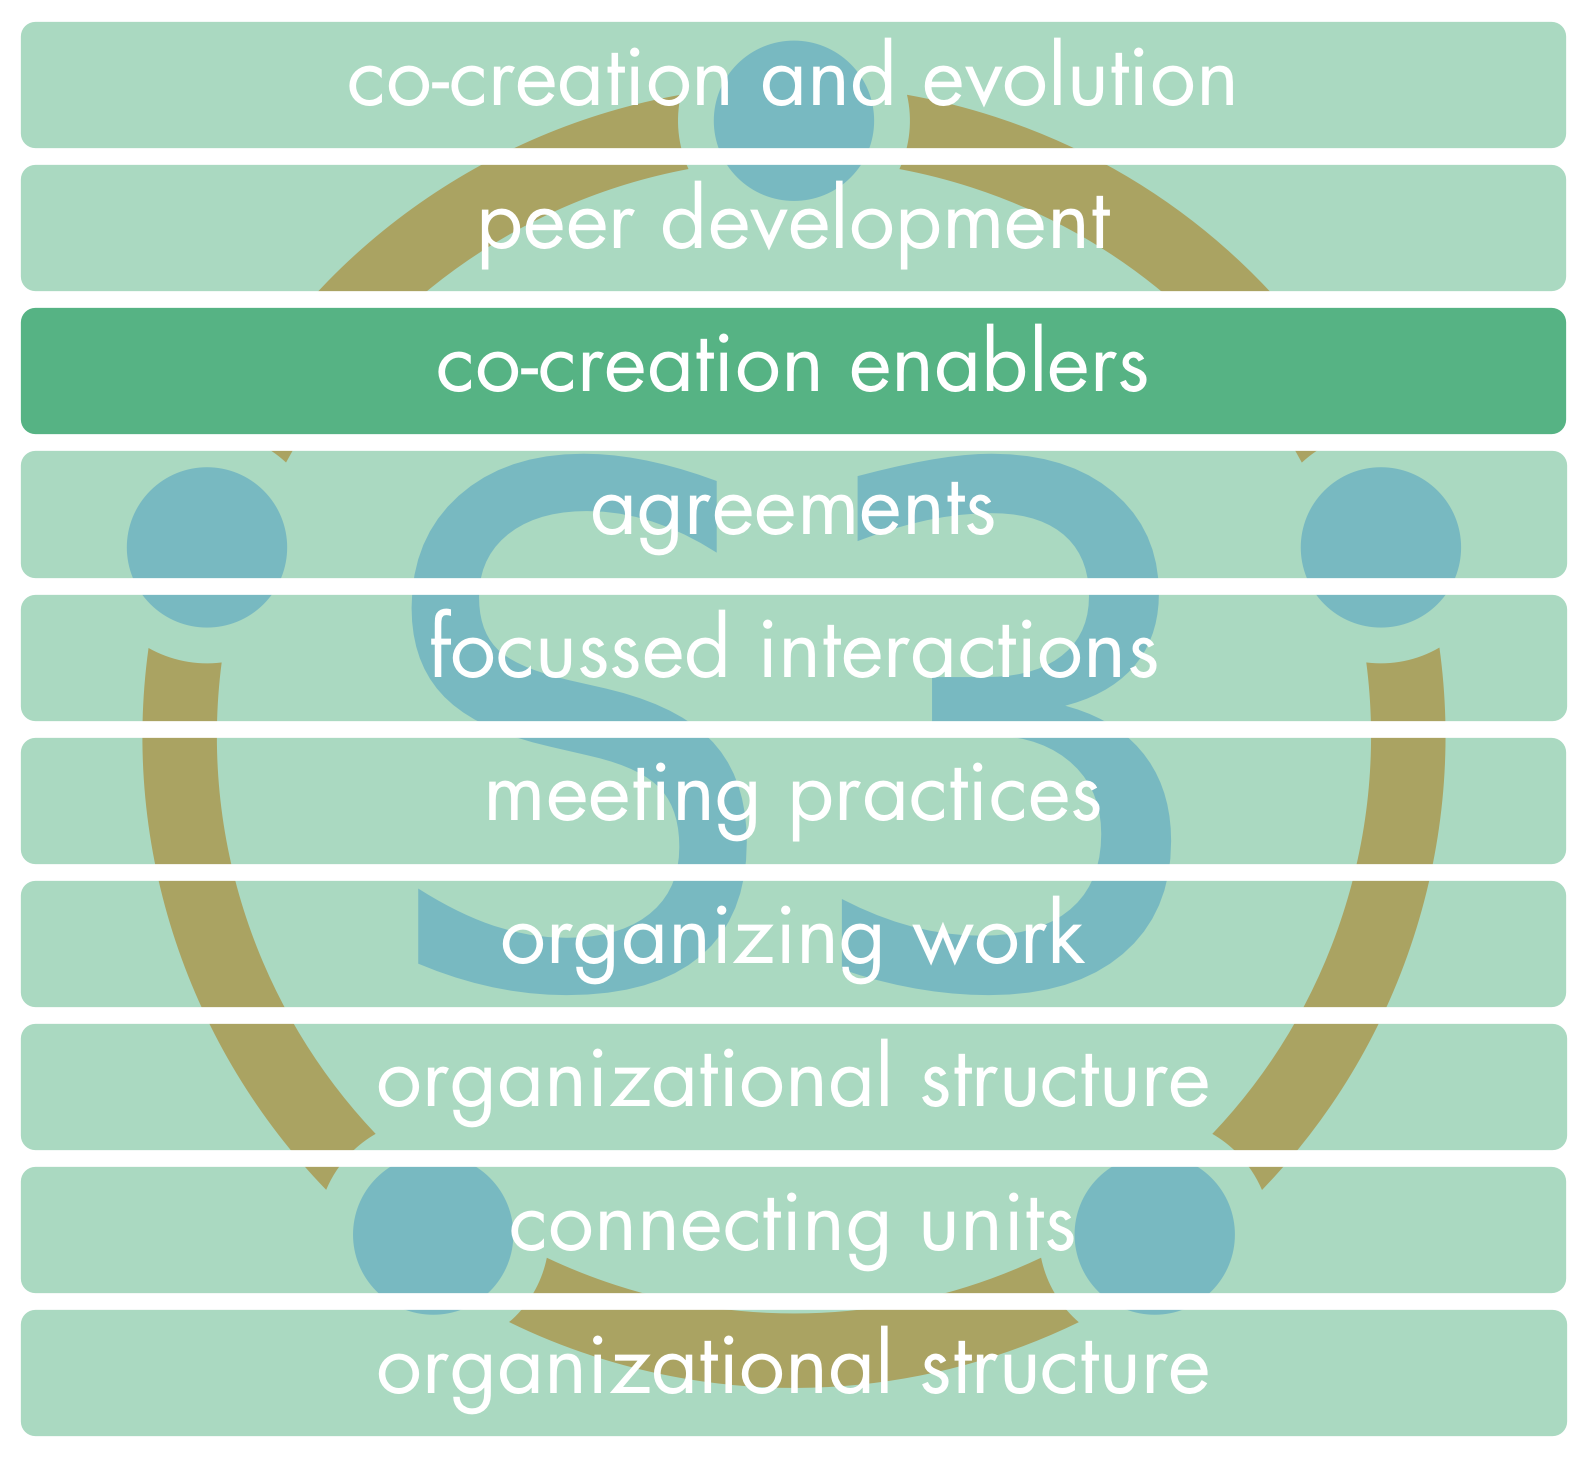 co-creation and evolution
peer development
co-creation enablers
agreements
focussed interactions
meeting practices
organizing work
organizational structure
connecting units
organizational structure
S3